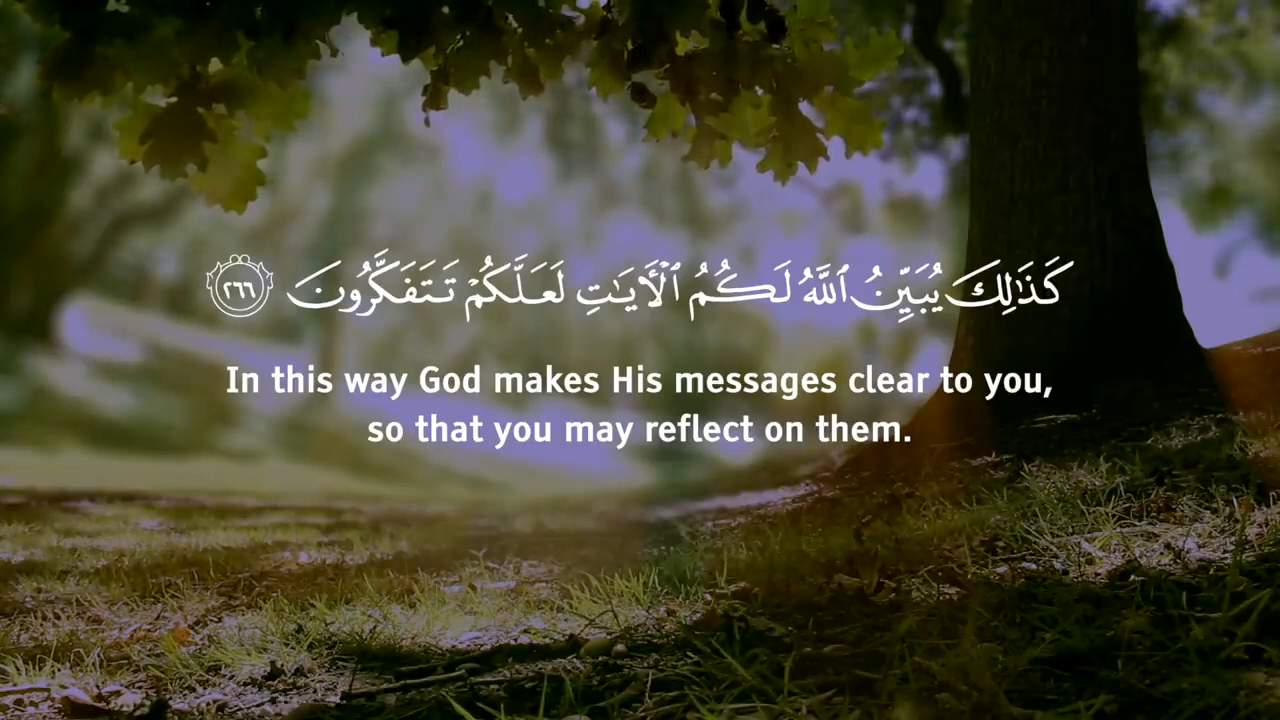 كَذَٰلِكَ يُبَيِّنُ ٱللَّهُ لَكُمُ ٱلْأَيَـٰتِ لَعَلَّكُمْ تَتَفَكَّرُونَ ٢٦٦
In this way God makes His messages clear to you,
so that you may reflect on them.